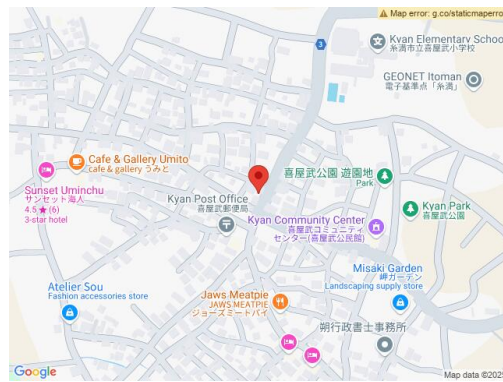 Map error: g.co/staticmaperro
3
Kyan Elementary Schoo
糸満市立喜屋武小学校
GEONET Itoman
電子基準点「糸満」
Cafe & Gallery Umito
cafe & gallery うみと
Sunset Uminchu
サンセット海人
4.5★(6)
3-star hotel
Kyan Post Office
喜屋武郵便局
喜屋武公園 遊園地
Park
Kyan Park
喜屋武公園
Kyan Community Center
喜屋武コミュニティ
センター(喜屋武公民館)
Misaki Garden
岬ガーデン
Landscaping supply store
Atelier Sou
Fashion accessories store
Jaws Meatpie
JAWS MEATPIE
ジョーズミートパイ
朔行政書士事務所
Google
Map data ©202